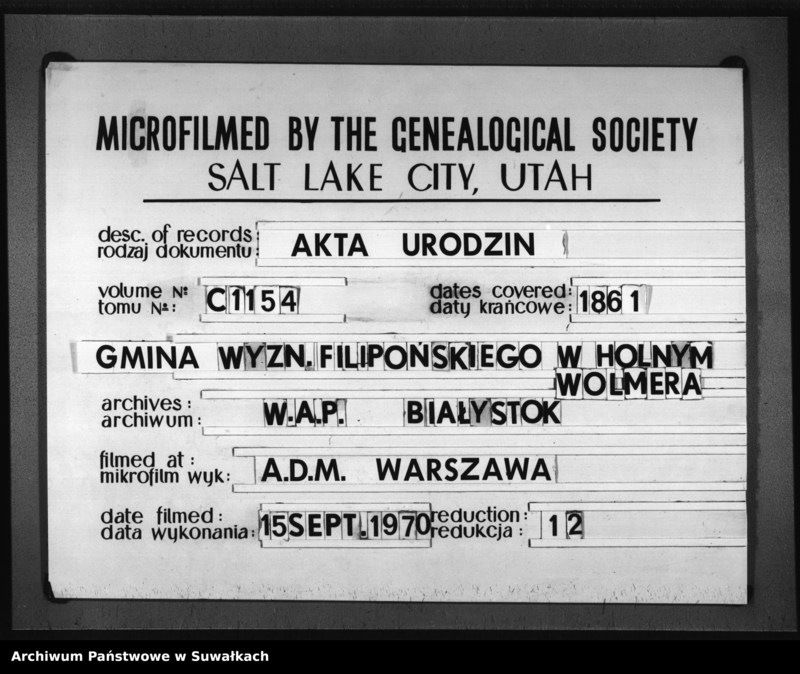 MICROFILMED BY THE GENEALOGICAL SOCIETY
SALT LAKE CITY, UTAH
desc. of records:
rodzaj dokumentu: AKTA URODZIN
volume №
tomu №: C1154
dates covered:
daty krańcowe: 1861
GMINA WYZN. FILIPOŃSKIEGO W HOLNYM
WOLMERA
archives:
archiwum: W.A.P. BIAŁYSTOK
filmed at:
mikrofilm wyk: A.D.M. WARSZAWA
date filmed:
data wykonania: 15 SEPT. 1970
reduction:
redukcja: 12
Archiwum Państwowe w Suwałkach